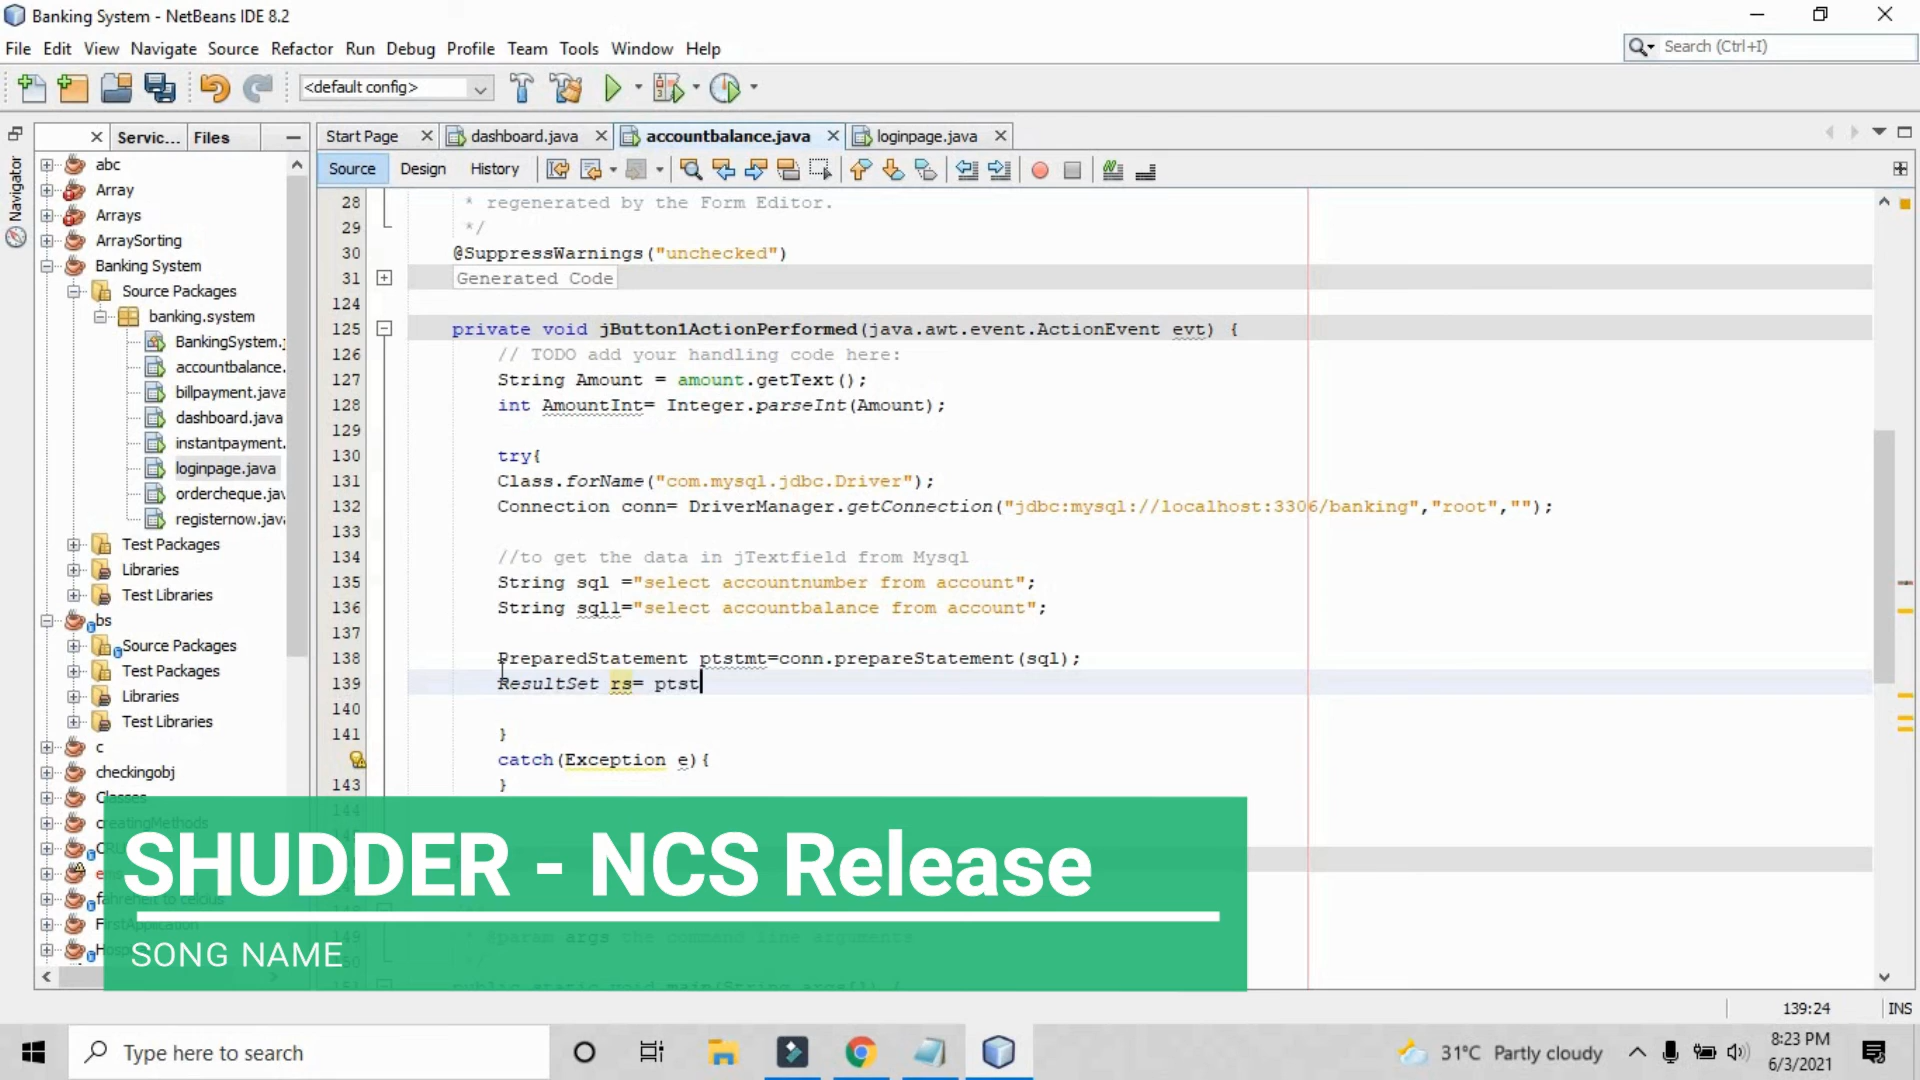 Banking System - NetBeans IDE 8.2
File Edit View Navigate Source Refactor Run Debug Profile Team Tools Window Help
Search (Ctrl+I)
<default config>
Servic... Files
Start Page dashboard.java accountbalance.java loginpage.java
Source Design History
Navigator
abc
Array
Arrays
ArraySorting
Banking System
Source Packages
banking.system
BankingSystem.j
accountbalance.
billpayment.java
dashboard.java
instantpayment.
loginpage.java
ordercheque.jav
registernow.java
Test Packages
Libraries
Test Libraries
bs
Source Packages
Test Packages
Libraries
Test Libraries
c
checkingobj
Classes
creatingMethods
fahrenheit to celcius
FirstApplication
28 * regenerated by the Form Editor.
29 */
30 @SuppressWarnings("unchecked")
31 Generated Code
124
125 private void jButton1ActionPerformed(java.awt.event.ActionEvent evt) {
126 // TODO add your handling code here:
127 String Amount = amount.getText();
128 int AmountInt= Integer.parseInt(Amount);
129
130 try{
131 Class.forName("com.mysql.jdbc.Driver");
132 Connection conn= DriverManager.getConnection("jdbc:mysql://localhost:3306/banking","root","");
133
134 //to get the data in jTextfield from Mysql
135 String sql ="select accountnumber from account";
136 String sql1="select accountbalance from account";
137
138 PreparedStatement ptstmt=conn.prepareStatement(sql);
139 ResultSet rs= ptst
140
141 }
catch(Exception e){
143 }
144
149 * @param args the command line arguments
151 public static void main(String args[]) {
SHUDDER - NCS Release
SONG NAME
139:24 INS
Type here to search
31°C Partly cloudy
8:23 PM
6/3/2021